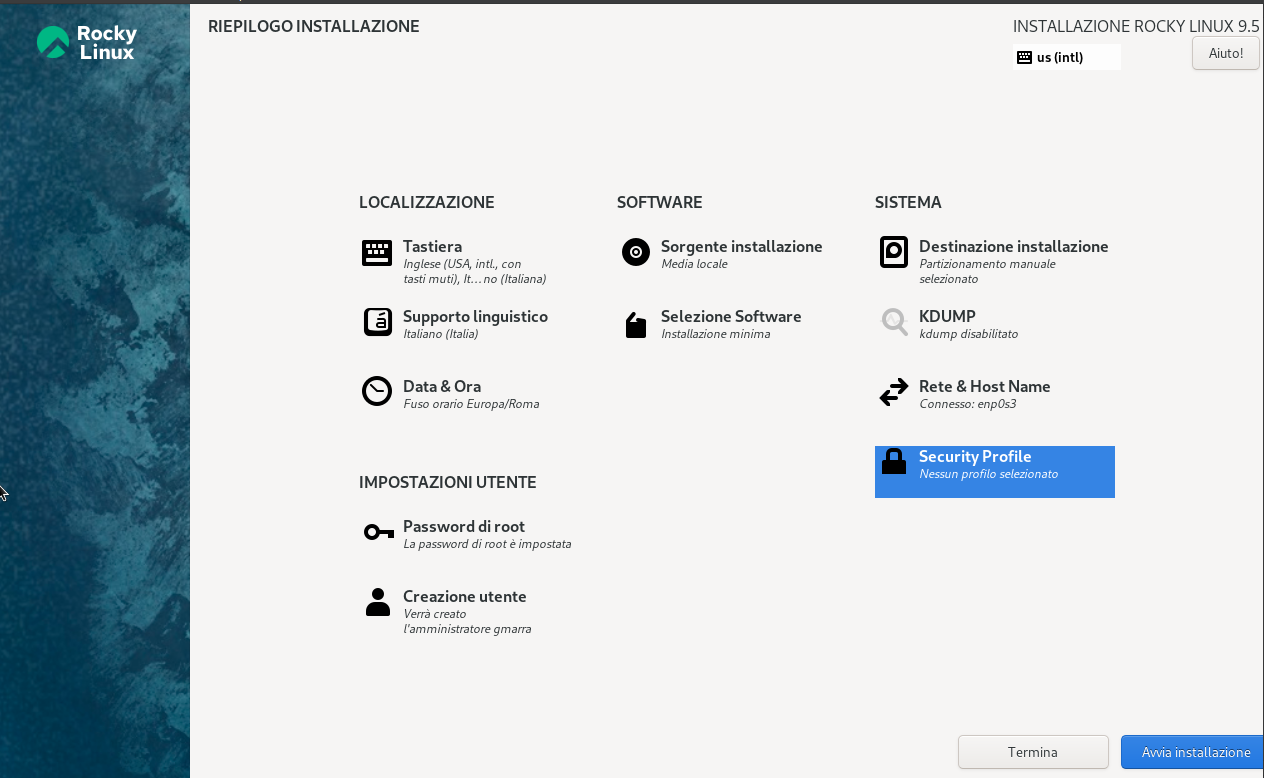 Rocky
Linux
RIEPILOGO INSTALLAZIONE
INSTALLAZIONE ROCKY LINUX 9.5
us (intl)
Aiuto!
LOCALIZZAZIONE
Tastiera
Inglese (USA, intl., con
tasti muti), It…no (Italiana)
Supporto linguistico
Italiano (Italia)
Data & Ora
Fuso orario Europa/Roma
SOFTWARE
Sorgente installazione
Media locale
Selezione Software
Installazione minima
SISTEMA
Destinazione installazione
Partizionamento manuale
selezionato
KDUMP
kdump disabilitato
Rete & Host Name
Connesso: enp0s3
Security Profile
Nessun profilo selezionato
IMPOSTAZIONI UTENTE
Password di root
La password di root è impostata
Creazione utente
Verrà creato
l'amministratore gmarra
Termina
Avvia installazione